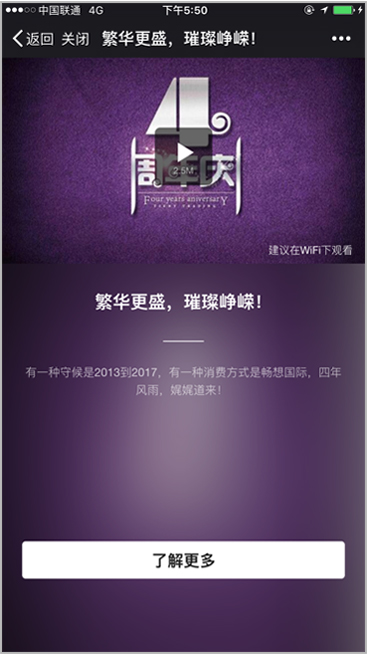 中国联通 4G 下午5:50
返回 关闭 繁华更盛，璀璨峥嵘！
4
周年庆
2.5M
Four years aniversarY
建议在WiFi下观看
繁华更盛，璀璨峥嵘！
有一种守候是2013到2017，有一种消费方式是畅想国际，四年
风雨，娓娓道来！
了解更多